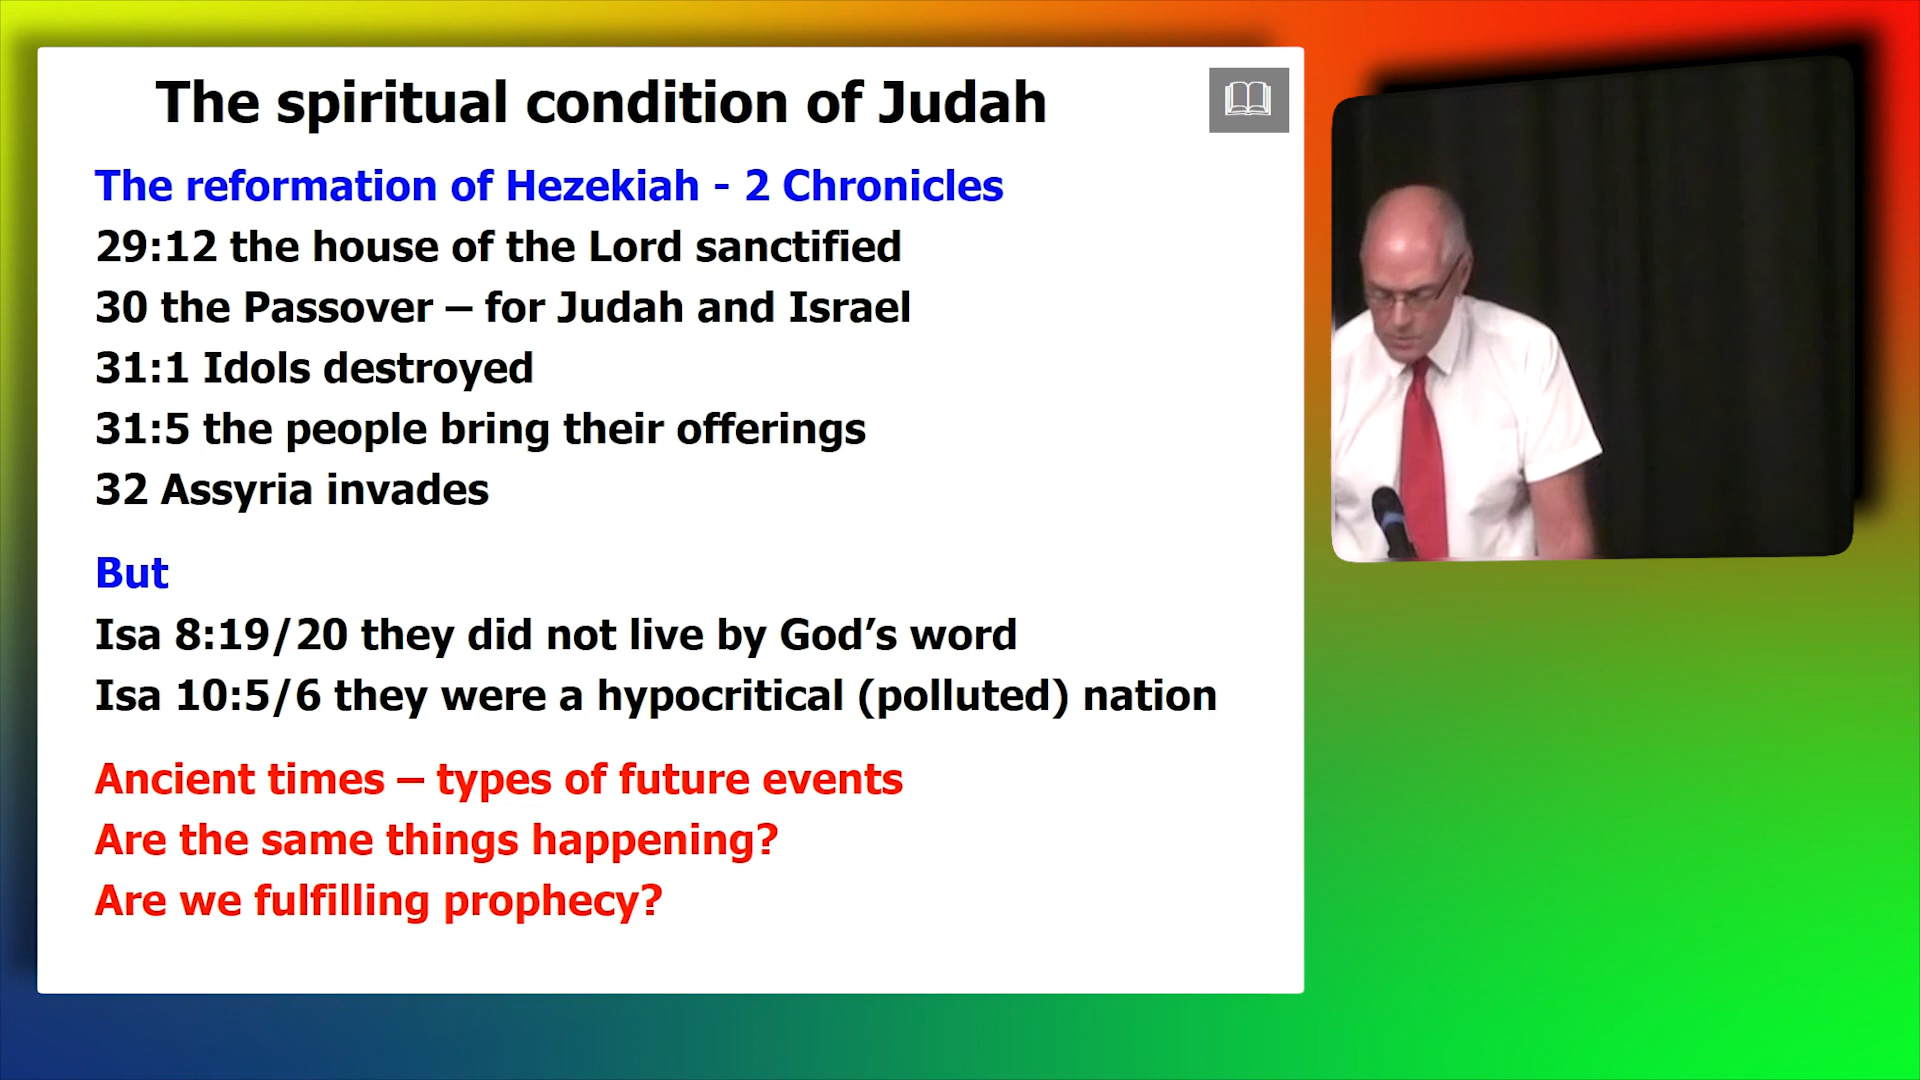 The spiritual condition of Judah
The reformation of Hezekiah - 2 Chronicles
29:12 the house of the Lord sanctified
30 the Passover – for Judah and Israel
31:1 Idols destroyed
31:5 the people bring their offerings
32 Assyria invades
But
Isa 8:19/20 they did not live by God’s word
Isa 10:5/6 they were a hypocritical (polluted) nation
Ancient times – types of future events
Are the same things happening?
Are we fulfilling prophecy?